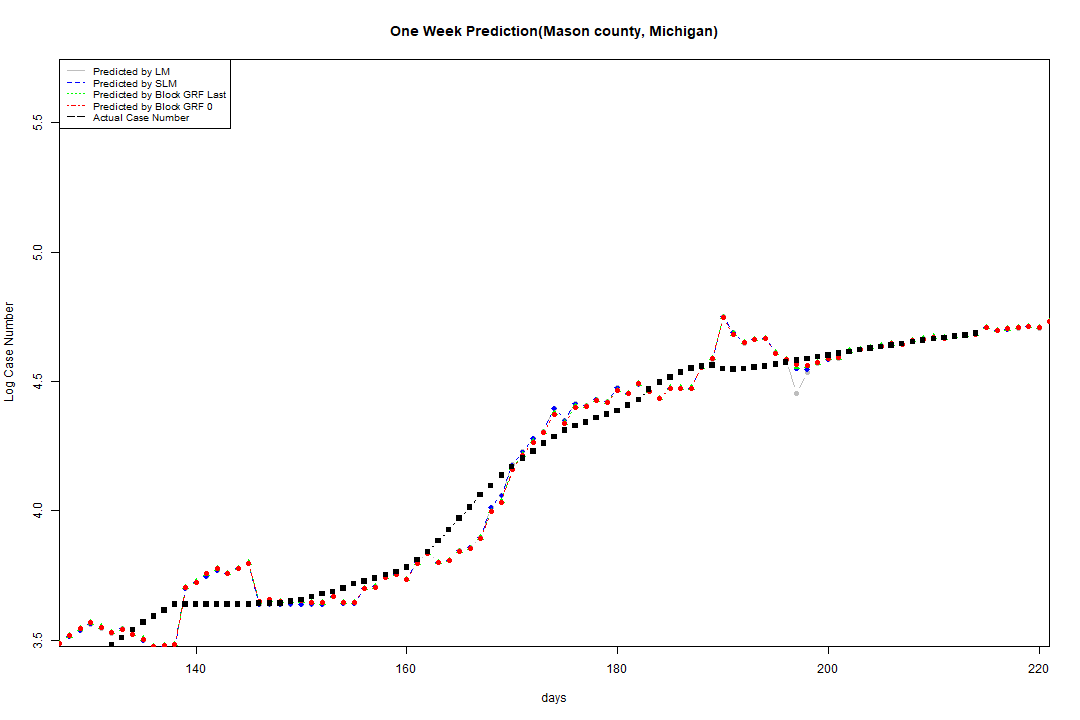 One Week Prediction(Mason county, Michigan)
Predicted by LM
Predicted by SLM
Predicted by Block GRF Last
Predicted by Block GRF 0
Actual Case Number
Log Case Number
5.5
5.0
4.5
4.0
3.5
140 160 180 200 220
days